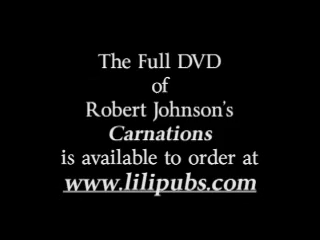 The Full DVD
of
Robert Johnson's
Carnations
is available to order at
www.lilipubs.com